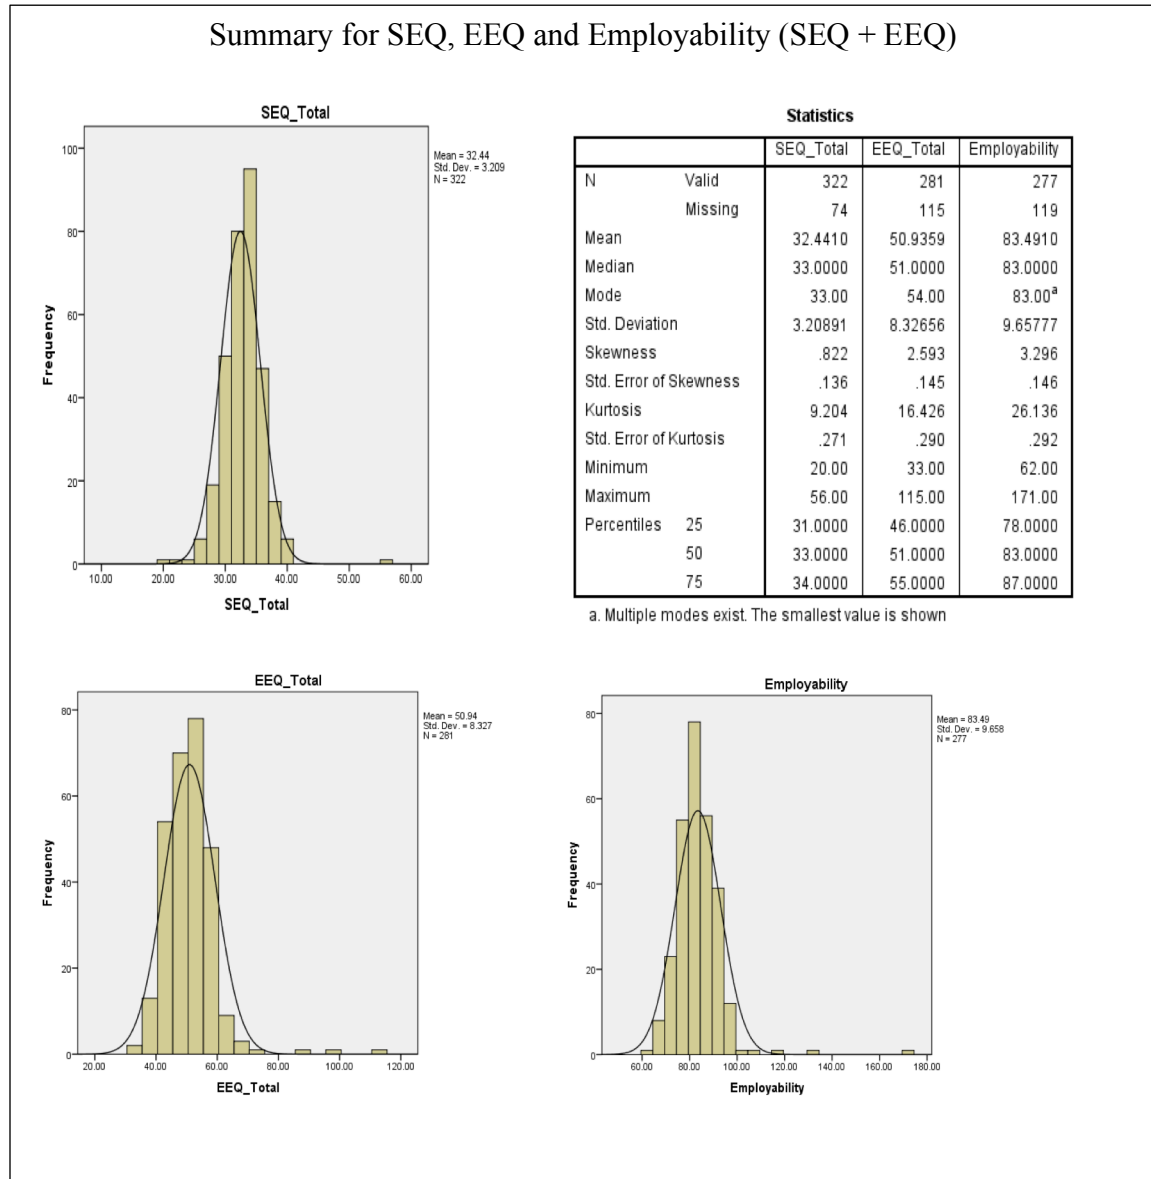 Summary for SEQ, EEQ and Employability (SEQ + EEQ)
SEQ_Total
Mean = 32.44
Std. Dev. = 3.209
N = 322
100
80
60
40
20
0
Frequency
10.00 20.00 30.00 40.00 50.00 60.00
SEQ_Total
Statistics
SEQ_Total EEQ_Total Employability
N Valid 322 281 277
Missing 74 115 119
Mean 32.4410 50.9359 83.4910
Median 33.0000 51.0000 83.0000
Mode 33.00 54.00 83.00a
Std. Deviation 3.20891 8.32656 9.65777
Skewness .822 2.593 3.296
Std. Error of Skewness .136 .145 .146
Kurtosis 9.204 16.426 26.136
Std. Error of Kurtosis .271 .290 .292
Minimum 20.00 33.00 62.00
Maximum 56.00 115.00 171.00
Percentiles 25 31.0000 46.0000 78.0000
50 33.0000 51.0000 83.0000
75 34.0000 55.0000 87.0000
a. Multiple modes exist. The smallest value is shown
EEQ_Total
Mean = 50.94
Std. Dev. = 8.327
N = 281
80
60
40
20
0
Frequency
20.00 40.00 60.00 80.00 100.00 120.00
EEQ_Total
Employability
Mean = 83.49
Std. Dev. = 9.658
N = 277
80
60
40
20
0
Frequency
60.00 80.00 100.00 120.00 140.00 160.00 180.00
Employability